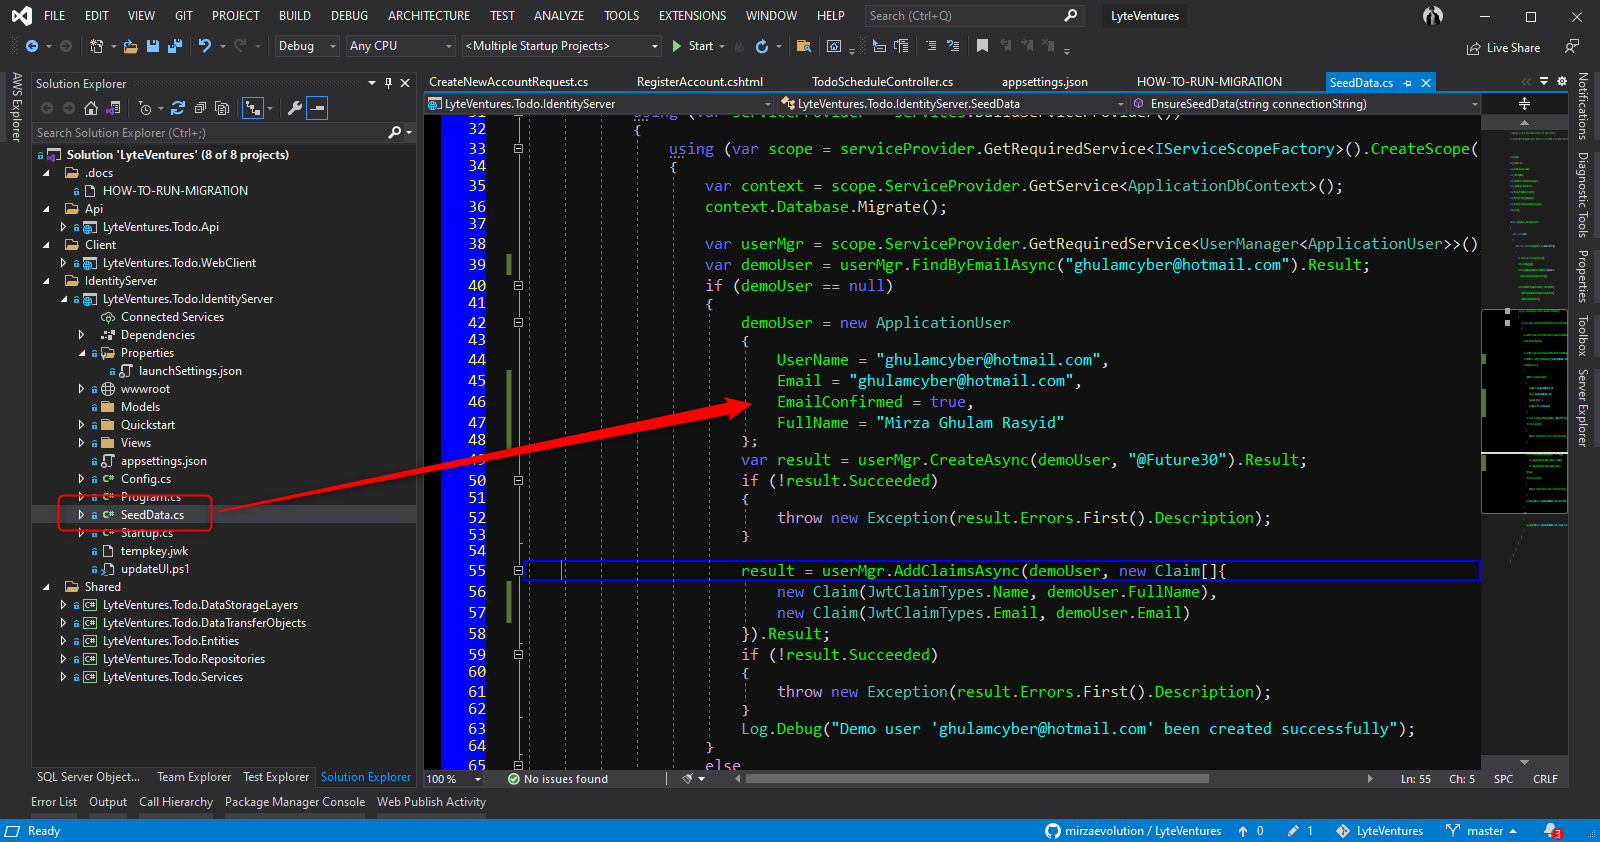 FILE EDIT VIEW GIT PROJECT BUILD DEBUG ARCHITECTURE TEST ANALYZE TOOLS EXTENSIONS WINDOW HELP Search (Ctrl+Q) LyteVentures
Debug Any CPU <Multiple Startup Projects> Start Live Share
AWS Explorer
Solution Explorer
Search Solution Explorer (Ctrl+;)
Solution 'LyteVentures' (8 of 8 projects)
.docs
HOW-TO-RUN-MIGRATION
Api
LyteVentures.Todo.Api
Client
LyteVentures.Todo.WebClient
IdentityServer
LyteVentures.Todo.IdentityServer
Connected Services
Dependencies
Properties
launchSettings.json
wwwroot
Models
Quickstart
Views
appsettings.json
Config.cs
Program.cs
SeedData.cs
Startup.cs
tempkey.jwk
updateUI.ps1
Shared
LyteVentures.Todo.DataStorageLayers
LyteVentures.Todo.DataTransferObjects
LyteVentures.Todo.Entities
LyteVentures.Todo.Repositories
LyteVentures.Todo.Services
SQL Server Object... Team Explorer Test Explorer Solution Explorer
CreateNewAccountRequest.cs RegisterAccount.cshtml TodoScheduleController.cs appsettings.json HOW-TO-RUN-MIGRATION SeedData.cs
LyteVentures.Todo.IdentityServer LyteVentures.Todo.IdentityServer.SeedData EnsureSeedData(string connectionString)
31 using (var serviceProvider = services.BuildServiceProvider())
32 {
33 using (var scope = serviceProvider.GetRequiredService<IServiceScopeFactory>().CreateScope(
34 {
35 var context = scope.ServiceProvider.GetService<ApplicationDbContext>();
36 context.Database.Migrate();
37
38 var userMgr = scope.ServiceProvider.GetRequiredService<UserManager<ApplicationUser>>()
39 var demoUser = userMgr.FindByEmailAsync("ghulamcyber@hotmail.com").Result;
40 if (demoUser == null)
41 {
42 demoUser = new ApplicationUser
43 {
44 UserName = "ghulamcyber@hotmail.com",
45 Email = "ghulamcyber@hotmail.com",
46 EmailConfirmed = true,
47 FullName = "Mirza Ghulam Rasyid"
48 };
49 var result = userMgr.CreateAsync(demoUser, "@Future30").Result;
50 if (!result.Succeeded)
51 {
52 throw new Exception(result.Errors.First().Description);
53 }
54
55 result = userMgr.AddClaimsAsync(demoUser, new Claim[]{
56 new Claim(JwtClaimTypes.Name, demoUser.FullName),
57 new Claim(JwtClaimTypes.Email, demoUser.Email)
58 }).Result;
59 if (!result.Succeeded)
60 {
61 throw new Exception(result.Errors.First().Description);
62 }
63 Log.Debug("Demo user 'ghulamcyber@hotmail.com' been created successfully");
64 }
65 else
100 % No issues found Ln: 55 Ch: 5 SPC CRLF
Notifications
Diagnostic Tools
Properties
Toolbox
Server Explorer
Error List Output Call Hierarchy Package Manager Console Web Publish Activity
Ready mirzaevolution / LyteVentures 0 1 LyteVentures master 3